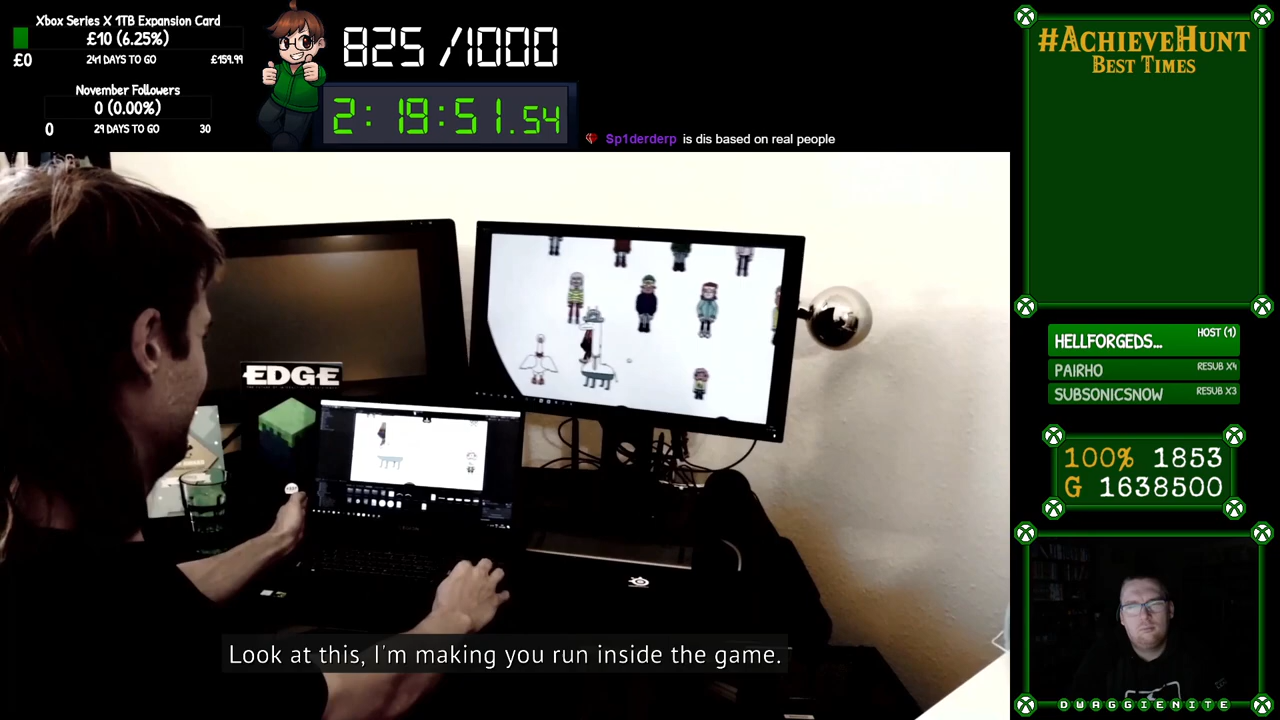 Xbox Series X 1TB Expansion Card
£10 (6.25%)
£0
241 DAYS TO GO
£159.99
November Followers
0 (0.00%)
0
29 DAYS TO GO
30
825 /1000
2:19:51.54
Sp1derderp is dis based on real people
#ACHIEVEHUNT
BEST TIMES
HELLFORGEDS...
HOST (1)
PAIRHO
RESUB X4
SUBSONICSNOW
RESUB X3
100% 1853
G 1638500
EDGE
Look at this, I'm making you run inside the game.
DWAGGIENITE